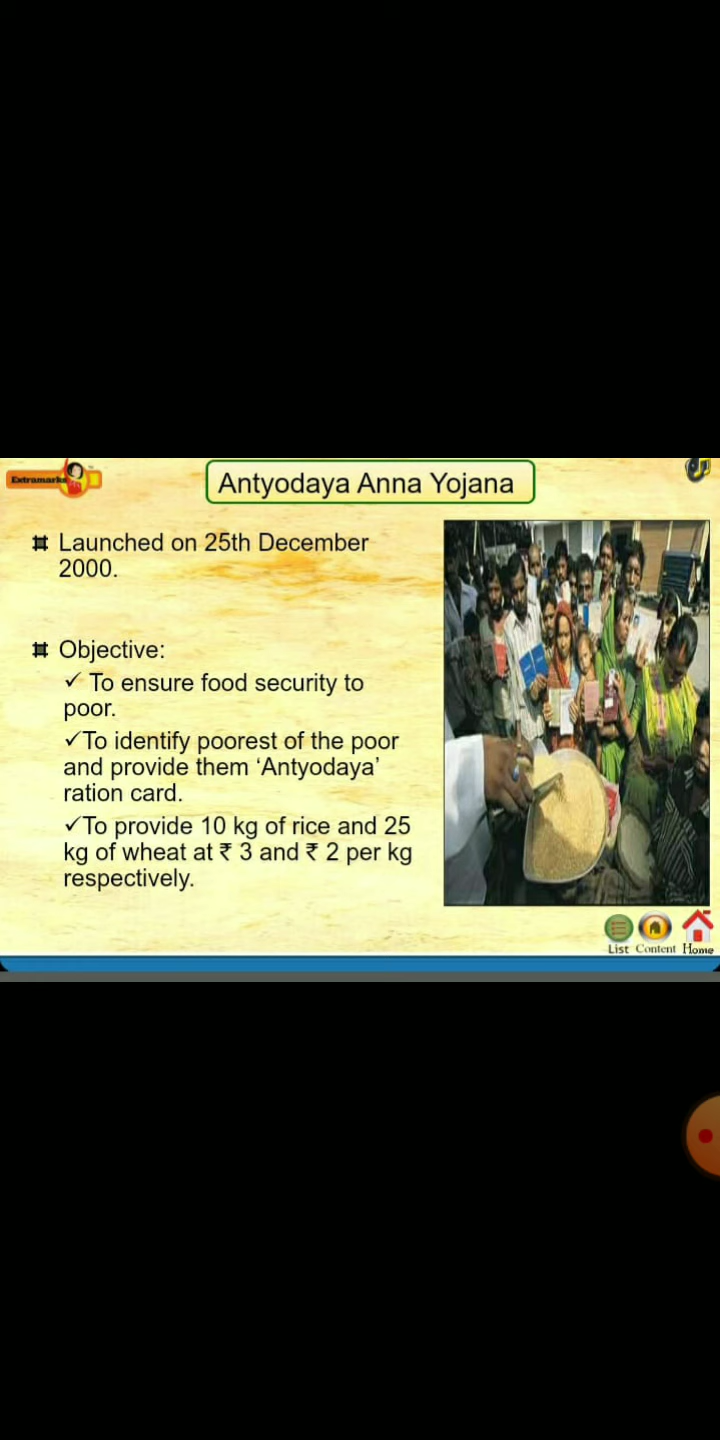 Extramarks
Antyodaya Anna Yojana
Launched on 25th December
2000.
Objective:
✓ To ensure food security to
poor.
✓To identify poorest of the poor
and provide them ‘Antyodaya’
ration card.
✓To provide 10 kg of rice and 25
kg of wheat at ₹ 3 and ₹ 2 per kg
respectively.
List Content Home